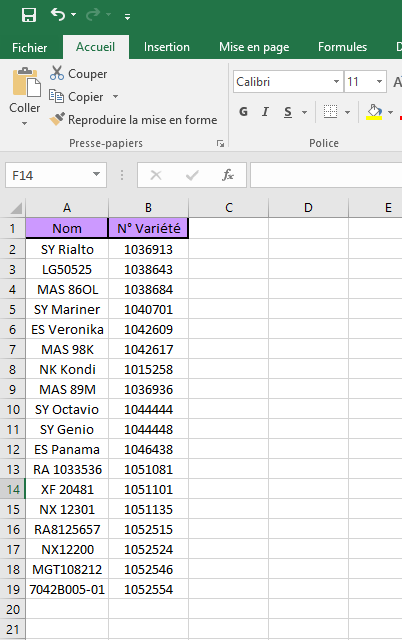 Fichier Accueil Insertion Mise en page Formules D
Coller
Couper
Copier
Reproduire la mise en forme
Presse-papiers
Calibri 11 A
G I S
Police
F14 fx
A B C D E
1 Nom N° Variété
2 SY Rialto 1036913
3 LG50525 1038643
4 MAS 86OL 1038684
5 SY Mariner 1040701
6 ES Veronika 1042609
7 MAS 98K 1042617
8 NK Kondi 1015258
9 MAS 89M 1036936
10 SY Octavio 1044444
11 SY Genio 1044448
12 ES Panama 1046438
13 RA 1033536 1051081
14 XF 20481 1051101
15 NX 12301 1051135
16 RA8125657 1052515
17 NX12200 1052524
18 MGT108212 1052546
19 7042B005-01 1052554
20
21